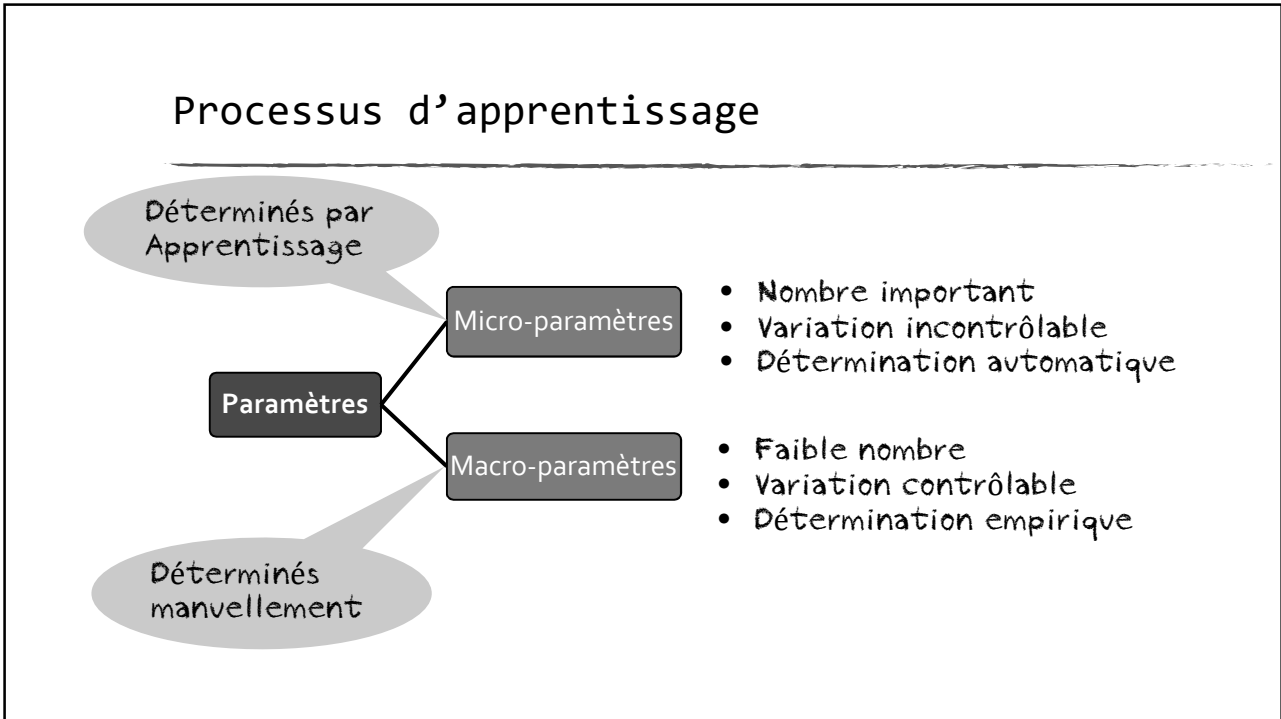 Processus d’apprentissage
Déterminés par
Apprentissage
Micro-paramètres
• Nombre important
• Variation incontrôlable
• Détermination automatique
Paramètres
Macro-paramètres
• Faible nombre
• Variation contrôlable
• Détermination empirique
Déterminés
manuellement